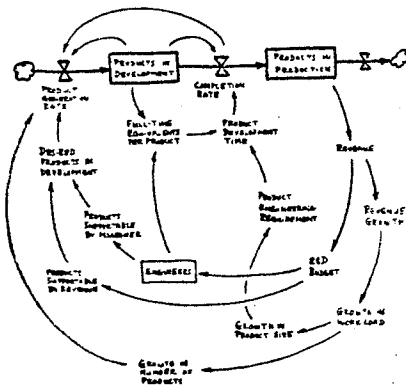 PRODUCTS IN
DEVELOPMENT
PRODUCTS IN
PRODUCTION
PRODUCT
GENERATION
RATE
COMPLETION
RATE
FULL-TIME
EQUIVALENTS
PER PRODUCT
PRODUCT
DEVELOPMENT
TIME
REVENUE
DESIRED
PRODUCTS IN
DEVELOPMENT
PRODUCT
ENGINEERING
REQUIREMENT
REVENUE
GROWTH
PRODUCTS
SUPPORTABLE
BY MANPOWER
PRODUCTS
SUPPORTABLE
BY REVENUE
ENGINEERS
R&D
BUDGET
GROWTH IN
PRODUCT SIZE
GROWTH IN
WORKLOAD
GROWTH IN
NUMBER OF
PRODUCTS